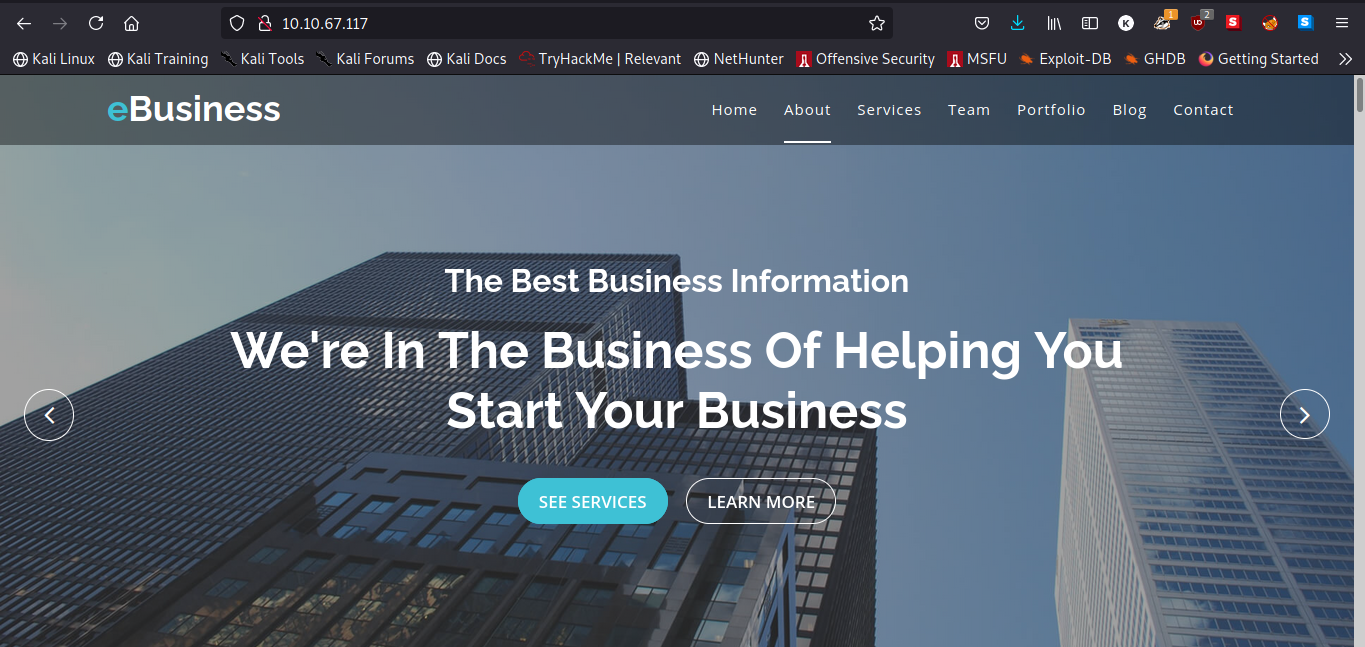 10.10.67.117
1
2
Kali Linux Kali Training Kali Tools Kali Forums Kali Docs TryHackMe | Relevant NetHunter Offensive Security MSFU Exploit-DB GHDB Getting Started
eBusiness
Home About Services Team Portfolio Blog Contact
The Best Business Information
We're In The Business Of Helping You
Start Your Business
SEE SERVICES LEARN MORE